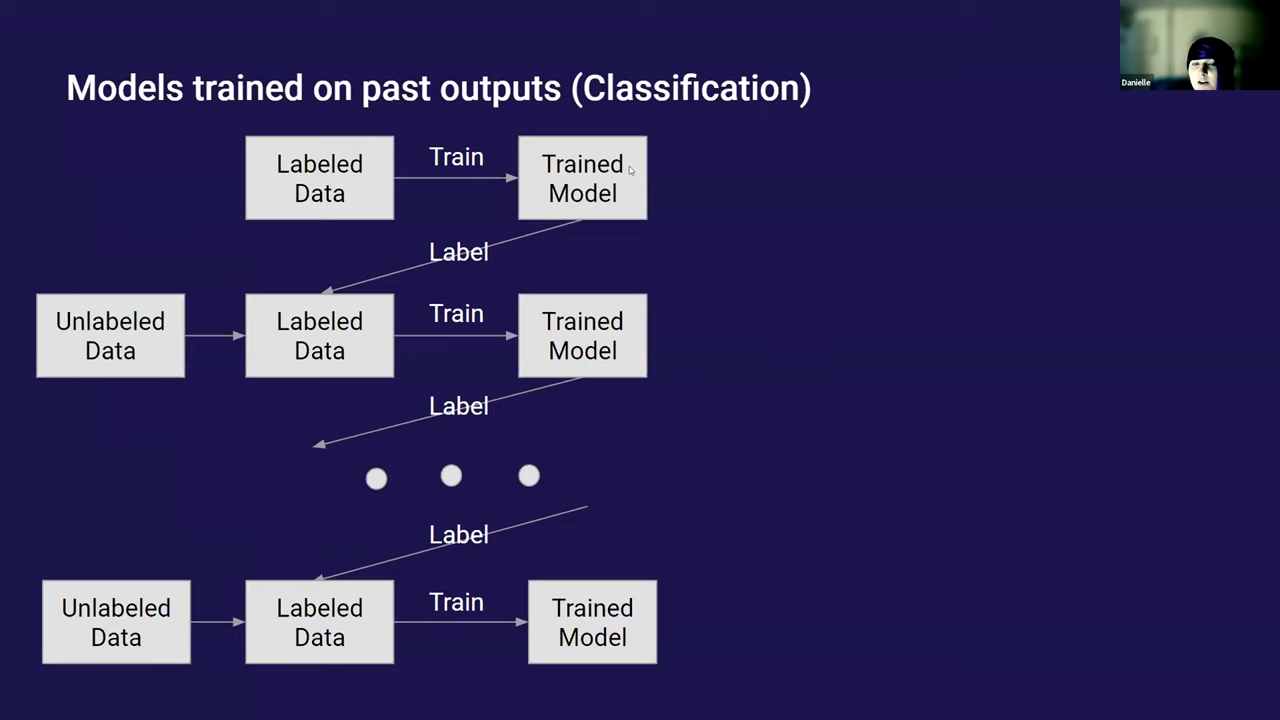 Models trained on past outputs (Classification)
Danielle
Labeled
Data
Train
Trained
Model
Label
Unlabeled
Data
Labeled
Data
Train
Trained
Model
Label
Label
Unlabeled
Data
Labeled
Data
Train
Trained
Model